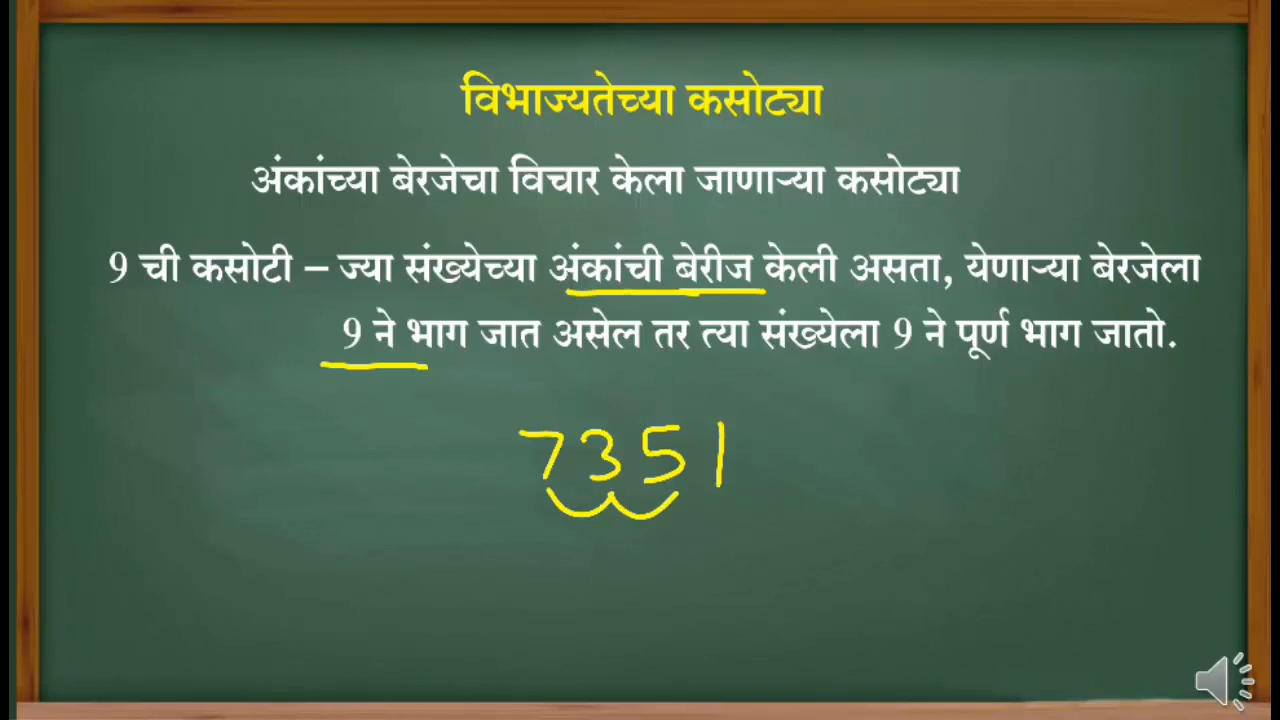 विभाज्यतेच्या कसोट्या
अंकांच्या बेरजेचा विचार केला जाणाऱ्या कसोट्या
9 ची कसोटी – ज्या संख्येच्या अंकांची बेरीज केली असता, येणाऱ्या बेरजेला
9 ने भाग जात असेल तर त्या संख्येला 9 ने पूर्ण भाग जातो.
7351